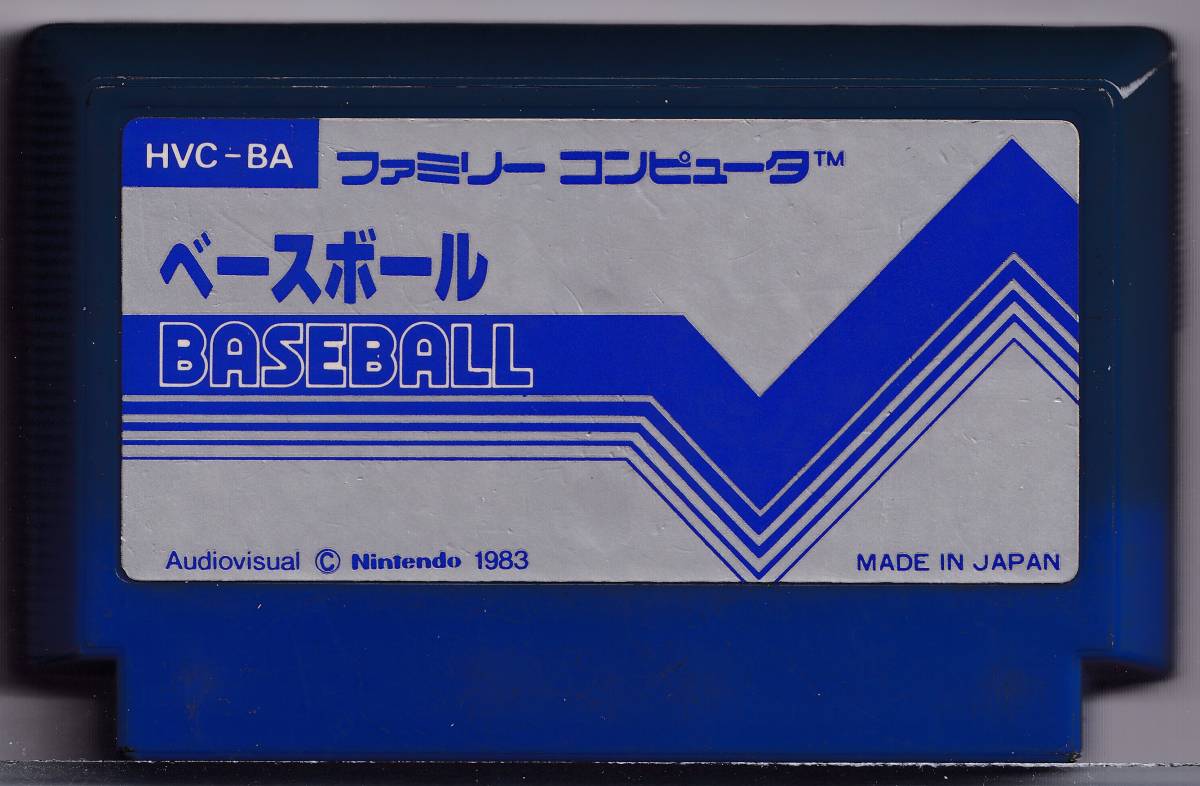 HVC-BA
ファミリー コンピュータ™
ベースボール
BASEBALL
Audiovisual © Nintendo 1983
MADE IN JAPAN